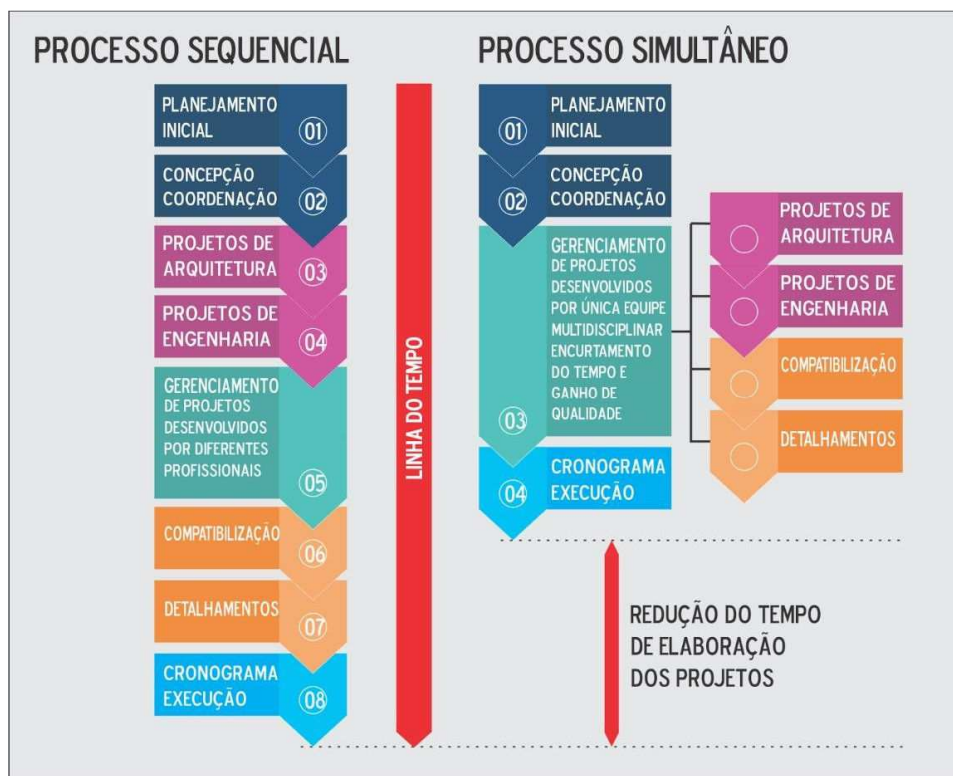 PROCESSO SEQUENCIAL
PLANEJAMENTO
INICIAL
01
CONCEPÇÃO
COORDENAÇÃO
02
PROJETOS DE
ARQUITETURA
03
PROJETOS DE
ENGENHARIA
04
GERENCIAMENTO
DE PROJETOS
DESENVOLVIDOS
POR DIFERENTES
PROFISSIONAIS
05
COMPATIBILIZAÇÃO
06
DETALHAMENTOS
07
CRONOGRAMA
EXECUÇÃO
08
LINHA DO TEMPO
PROCESSO SIMULTÂNEO
01
PLANEJAMENTO
INICIAL
02
CONCEPÇÃO
COORDENAÇÃO
03
GERENCIAMENTO
DE PROJETOS
DESENVOLVIDOS
POR ÚNICA EQUIPE
MULTIDISCIPLINAR
ENCURTAMENTO
DO TEMPO E
GANHO DE
QUALIDADE
04
CRONOGRAMA
EXECUÇÃO
PROJETOS DE
ARQUITETURA
PROJETOS DE
ENGENHARIA
COMPATIBILIZAÇÃO
DETALHAMENTOS
REDUÇÃO DO TEMPO
DE ELABORAÇÃO
DOS PROJETOS